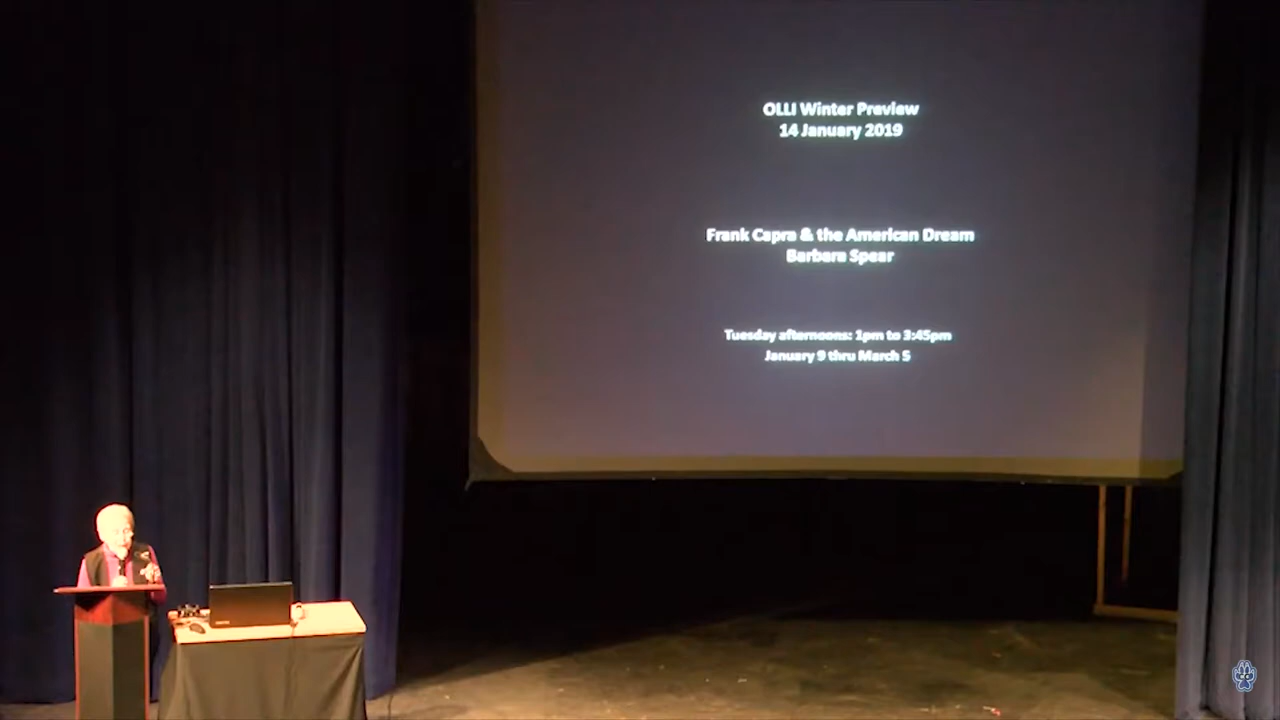 OLLI Winter Preview
14 January 2019
Frank Capra & the American Dream
Barbara Spear
Tuesday afternoons: 1pm to 3:45pm
January 9 thru March 5